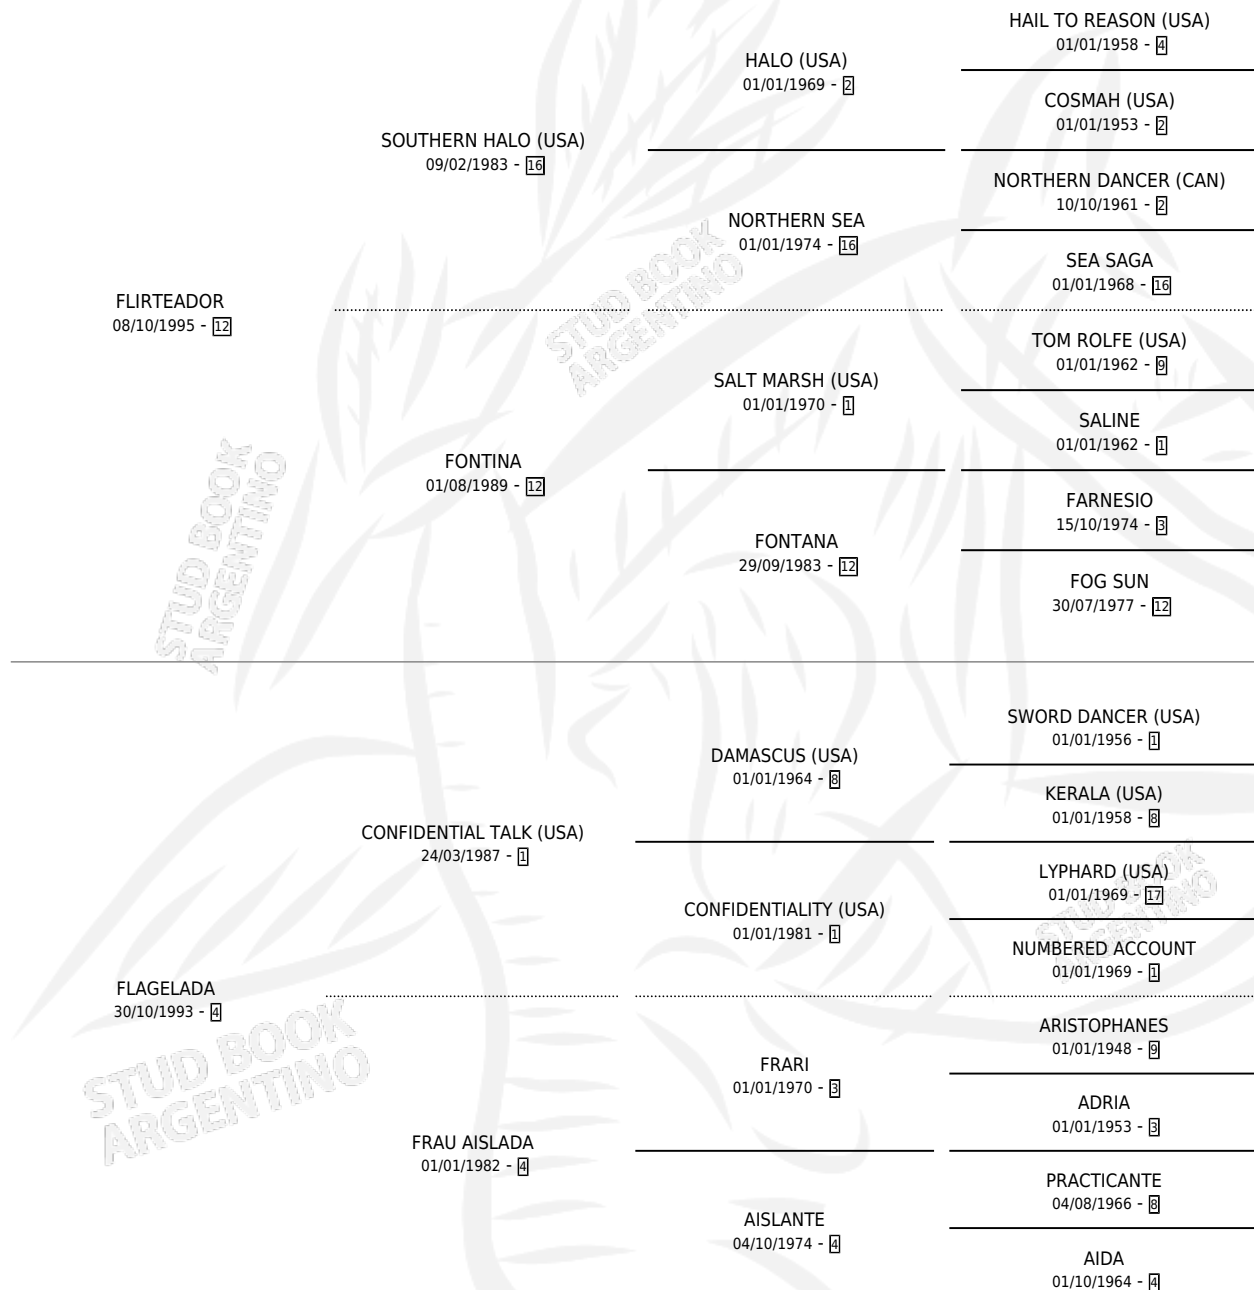 HAIL TO REASON (USA)
01/01/1958 - 4
HALO (USA)
01/01/1969 - 2
COSMAH (USA)
01/01/1953 - 2
SOUTHERN HALO (USA)
09/02/1983 - 16
NORTHERN DANCER (CAN)
10/10/1961 - 2
NORTHERN SEA
01/01/1974 - 16
SEA SAGA
01/01/1968 - 16
FLIRTEADOR
08/10/1995 - 12
STUD BOOK
ARGENTINO
TOM ROLFE (USA)
01/01/1962 - 9
SALT MARSH (USA)
01/01/1970 - 1
SALINE
01/01/1962 - 1
FONTINA
01/08/1989 - 12
FARNESIO
15/10/1974 - 3
FONTANA
29/09/1983 - 12
FOG SUN
30/07/1977 - 12
STUD BOOK
ARGENTINO
SWORD DANCER (USA)
01/01/1956 - 1
DAMASCUS (USA)
01/01/1964 - 8
KERALA (USA)
01/01/1958 - 8
CONFIDENTIAL TALK (USA)
24/03/1987 - 1
LYPHARD (USA)
01/01/1969 - 17
CONFIDENTIALITY (USA)
01/01/1981 - 1
STUD BOOK
ARGENTINO
NUMBERED ACCOUNT
01/01/1969 - 1
FLAGELADA
30/10/1993 - 4
STUD BOOK
ARGENTINO
ARISTOPHANES
01/01/1948 - 9
FRARI
01/01/1970 - 3
ADRIA
01/01/1953 - 3
FRAU AISLADA
01/01/1982 - 4
PRACTICANTE
04/08/1966 - 8
AISLANTE
04/10/1974 - 4
AIDA
01/10/1964 - 4